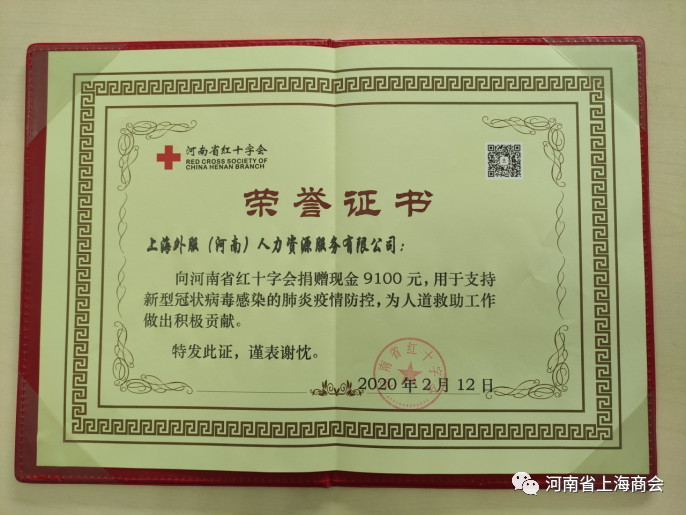 河南省红十字会
RED CROSS SOCIETY OF
CHINA HENAN BRANCH
荣誉证书
上海外服（河南）人力资源服务有限公司：
向河南省红十字会捐赠现金 9100 元，用于支持
新型冠状病毒感染的肺炎疫情防控，为人道救助工作
做出积极贡献。
特发此证，谨表谢忱。
南省红十字
2020 年 2 月 12 日
河南省上海商会